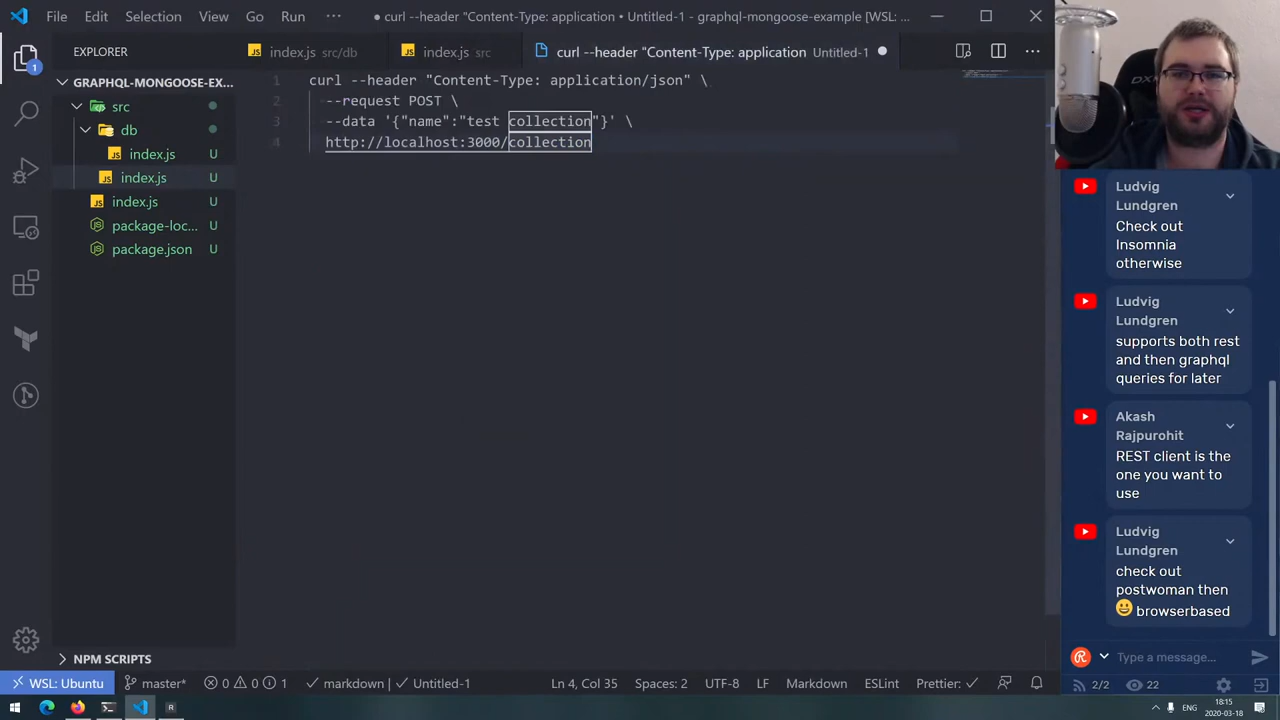 File Edit Selection View Go Run ··· ● curl --header "Content-Type: application • Untitled-1 - graphql-mongoose-example [WSL: ...
EXPLORER
index.js src/db
index.js src
curl --header "Content-Type: application Untitled-1
GRAPHQL-MONGOOSE-EX...
src
db
index.js U
index.js U
index.js U
package-loc... U
package.json U
1
1 curl --header "Content-Type: application/json" \
2 --request POST \
3 --data '{"name":"test collection"}' \
4 http://localhost:3000/collection
NPM SCRIPTS
WSL: Ubuntu
master*
0 0 1
markdown | Untitled-1
Ln 4, Col 35
Spaces: 2
UTF-8
LF
Markdown
ESLint
Prettier:
Ludvig
Lundgren
Check out
Insomnia
otherwise
Ludvig
Lundgren
supports both rest
and then graphql
queries for later
Akash
Rajpurohit
REST client is the
one you want to
use
Ludvig
Lundgren
check out
postwoman then
😀 browserbased
Type a message...
2/2 22
ENG
18:15
2020-03-18